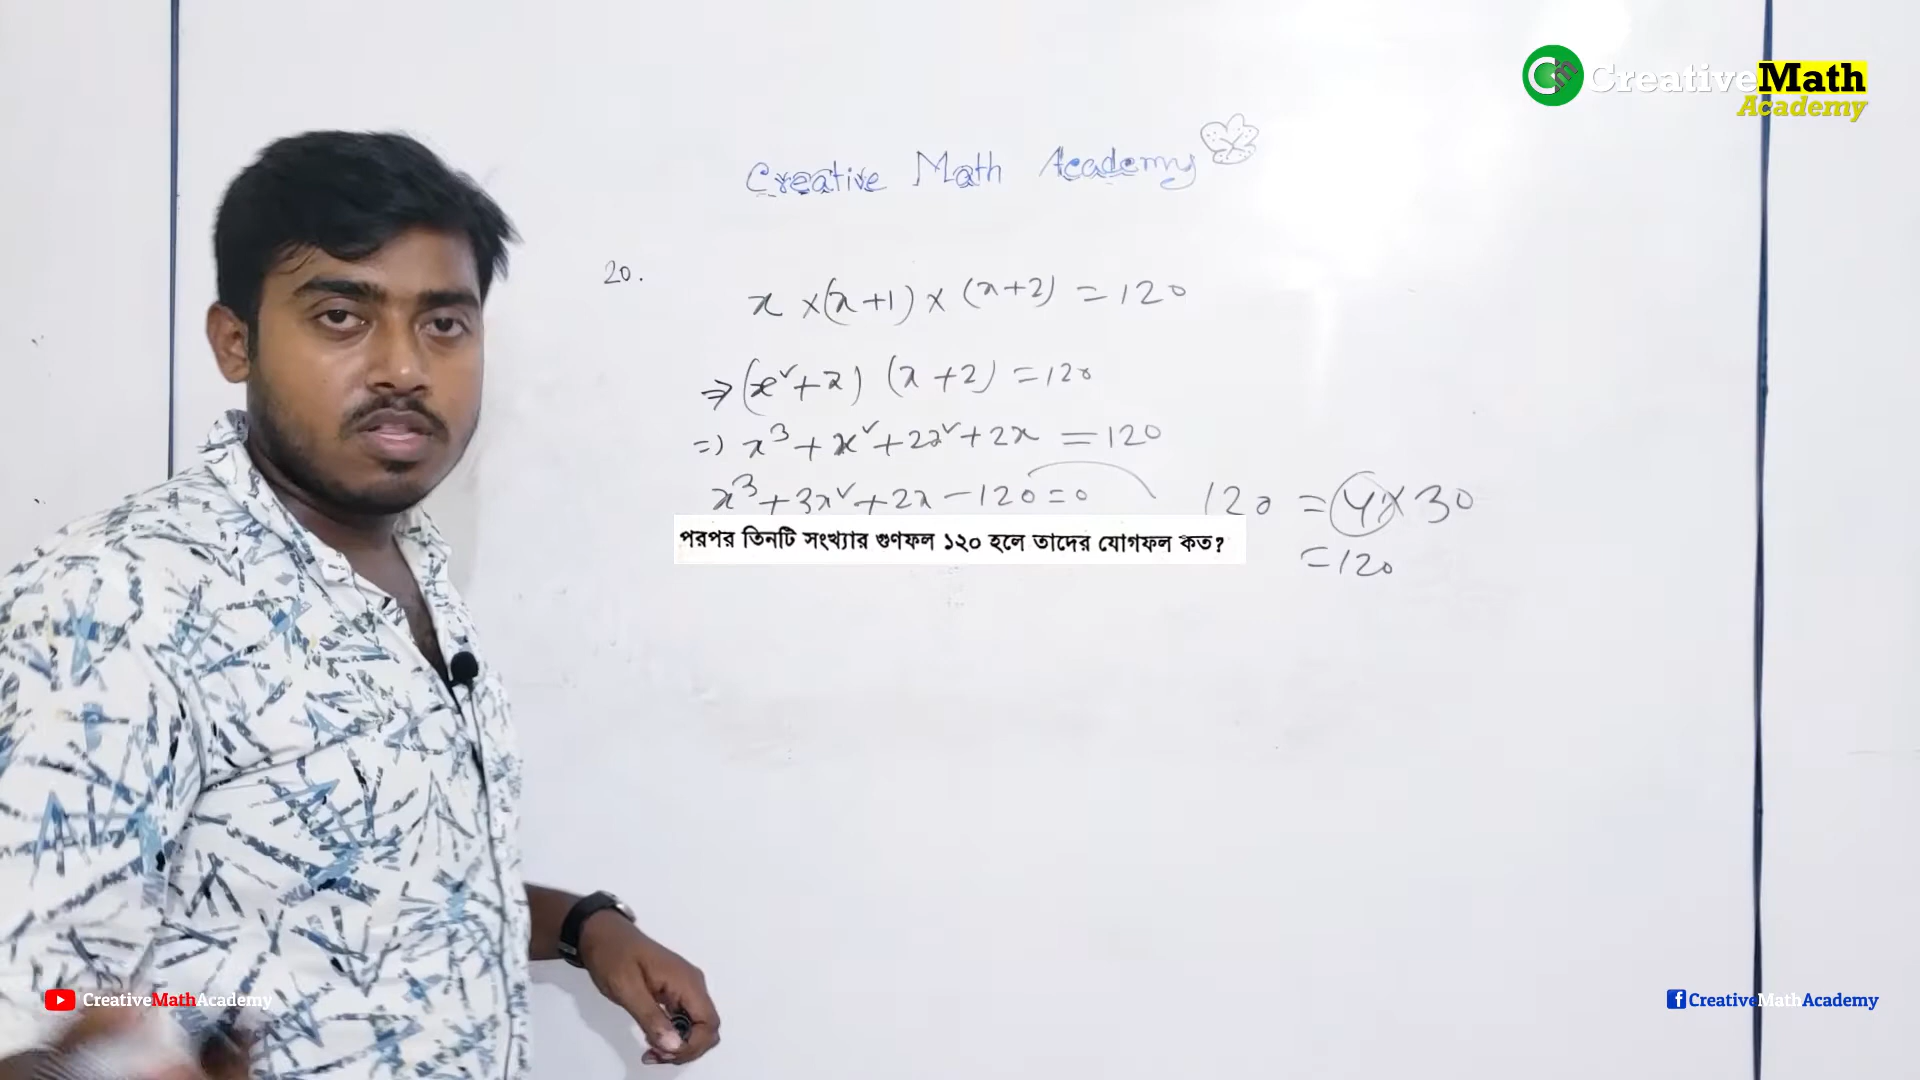 CreativeMath
Academy
Creative Math Academy
20.
x × (x+1) × (x+2) = 120
⇒ (x²+x) (x+2) = 120
⇒ x³ + x² + 2x² + 2x = 120
x³ + 3x² + 2x - 120 = 0
120 = 4 × 30
= 120
পরপর তিনটি সংখ্যার গুণফল ১২০ হলে তাদের যোগফল কত?
CreativeMathAcademy
CreativeMathAcademy